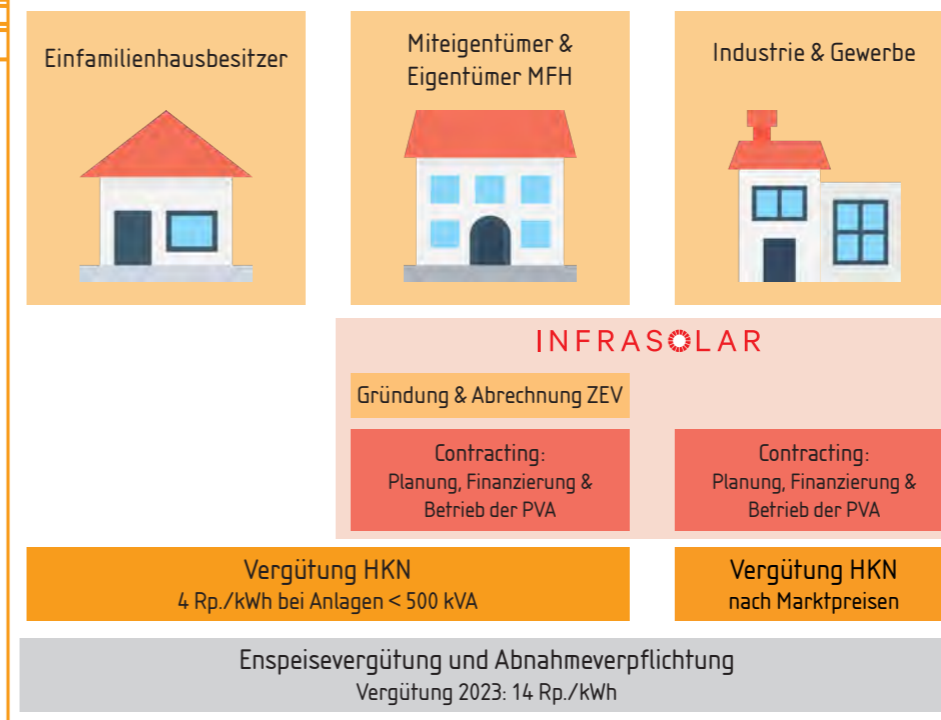 Einfamilienhausbesitzer
Miteigentümer &
Eigentümer MFH
Industrie & Gewerbe
INFRASOLAR
Gründung & Abrechnung ZEV
Contracting:
Planung, Finanzierung &
Betrieb der PVA
Contracting:
Planung, Finanzierung &
Betrieb der PVA
Vergütung HKN
4 Rp./kWh bei Anlagen < 500 kVA
Vergütung HKN
nach Marktpreisen
Enspeisevergütung und Abnahmeverpflichtung
Vergütung 2023: 14 Rp./kWh